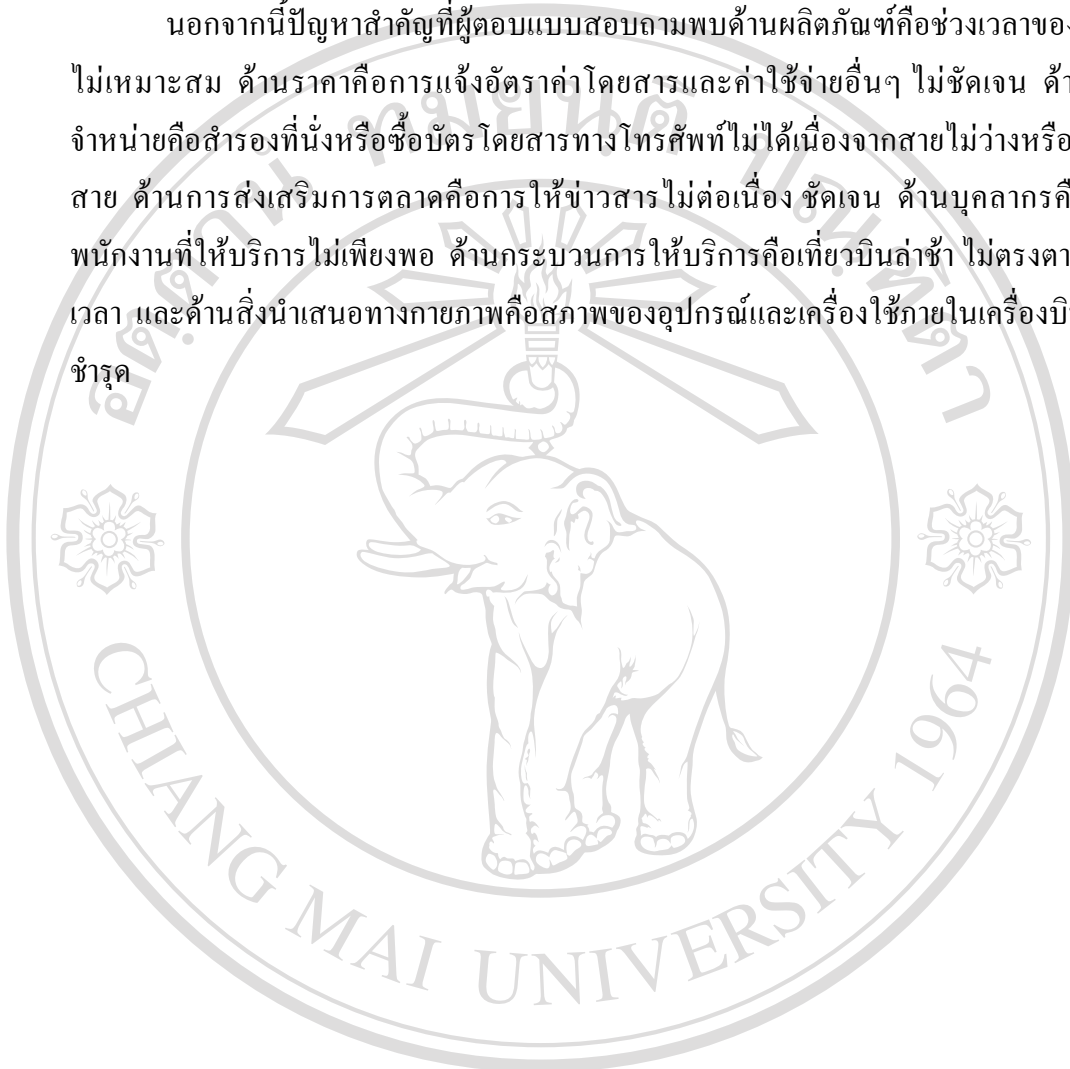 นอกจากนี้ปัญหาสำคัญที่ผู้ตอบแบบสอบถามพบด้านผลิตภัณฑ์คือช่วงเวลาของ
ไม่เหมาะสม ด้านราคาคือการแจ้งอัตราค่าโดยสารและค่าใช้จ่ายอื่นๆ ไม่ชัดเจน
จำหน่ายคือสำรองที่นั่งหรือซื้อบัตรโดยสารทางโทรศัพท์ไม่ได้เนื่องจากสายไม่ว่างหรือ
สาย ด้านการส่งเสริมการตลาดคือการให้ข่าวสารไม่ต่อเนื่อง ชัดเจน ด้านบุคลากร
พนักงานที่ให้บริการไม่เพียงพอ ด้านกระบวนการให้บริการคือเที่ยวบินล่าช้า
เวลา และด้านสิ่งนำเสนอทางกายภาพคือสภาพของอุปกรณ์และเครื่องใช้ภายใน
ชำรุด
CHIANG MAI UNIVERSITY 1964